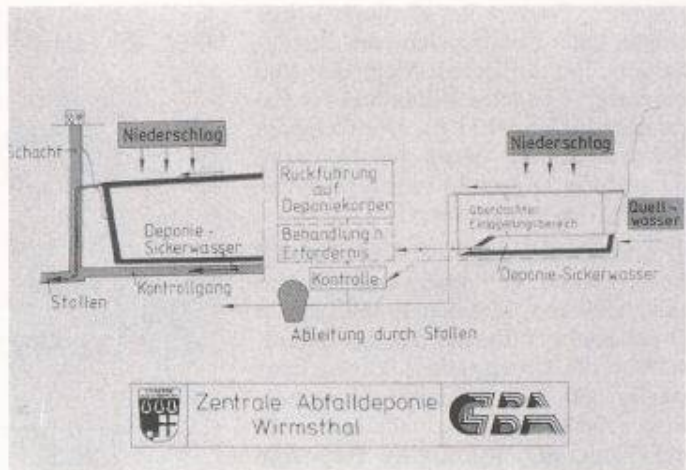 Niederschlag
Schacht
Deponie-
Sickerwasser
Stollen
Kontrollgang
Rückführung
auf
Deponiekörper
Behandlung n.
Erfordernis
Kontrolle
Ableitung durch Stollen
Niederschlag
Überdachter
Einlagerungsbereich
Quell-
wasser
Deponie-Sickerwasser
Zentrale Abfalldeponie
Wirmsthal
GBA